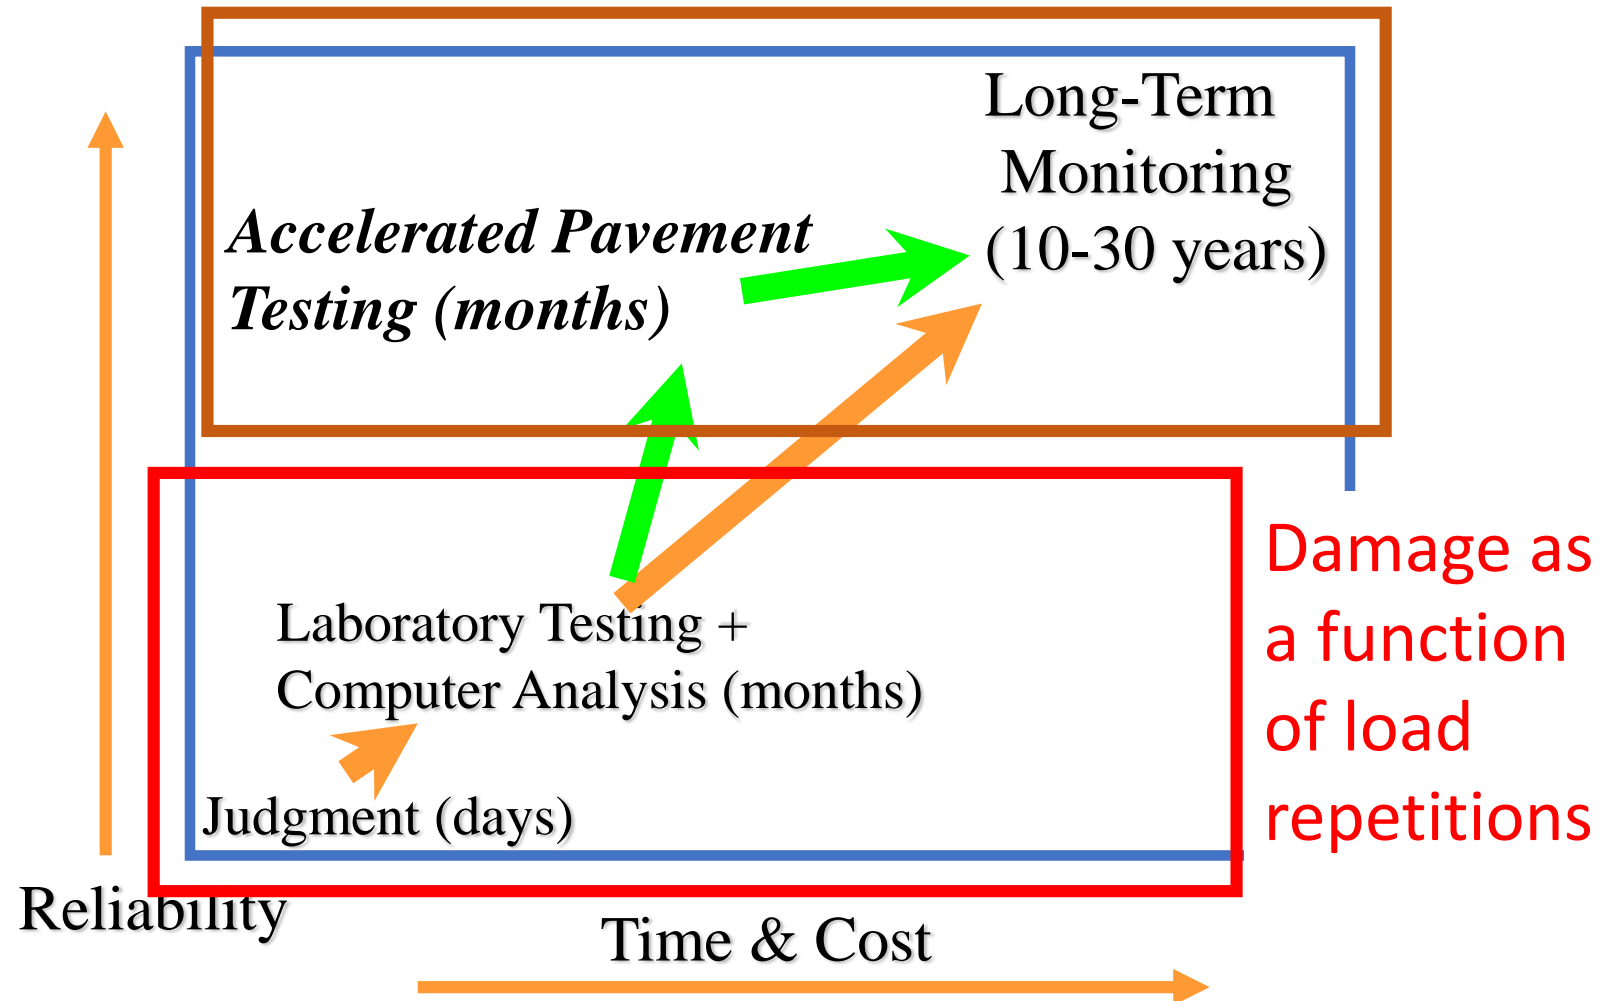 Long-Term
Monitoring
(10-30 years)
Accelerated Pavement
Testing (months)
Laboratory Testing +
Computer Analysis (months)
Judgment (days)
Damage as
a function
of load
repetitions
Reliability
Time & Cost